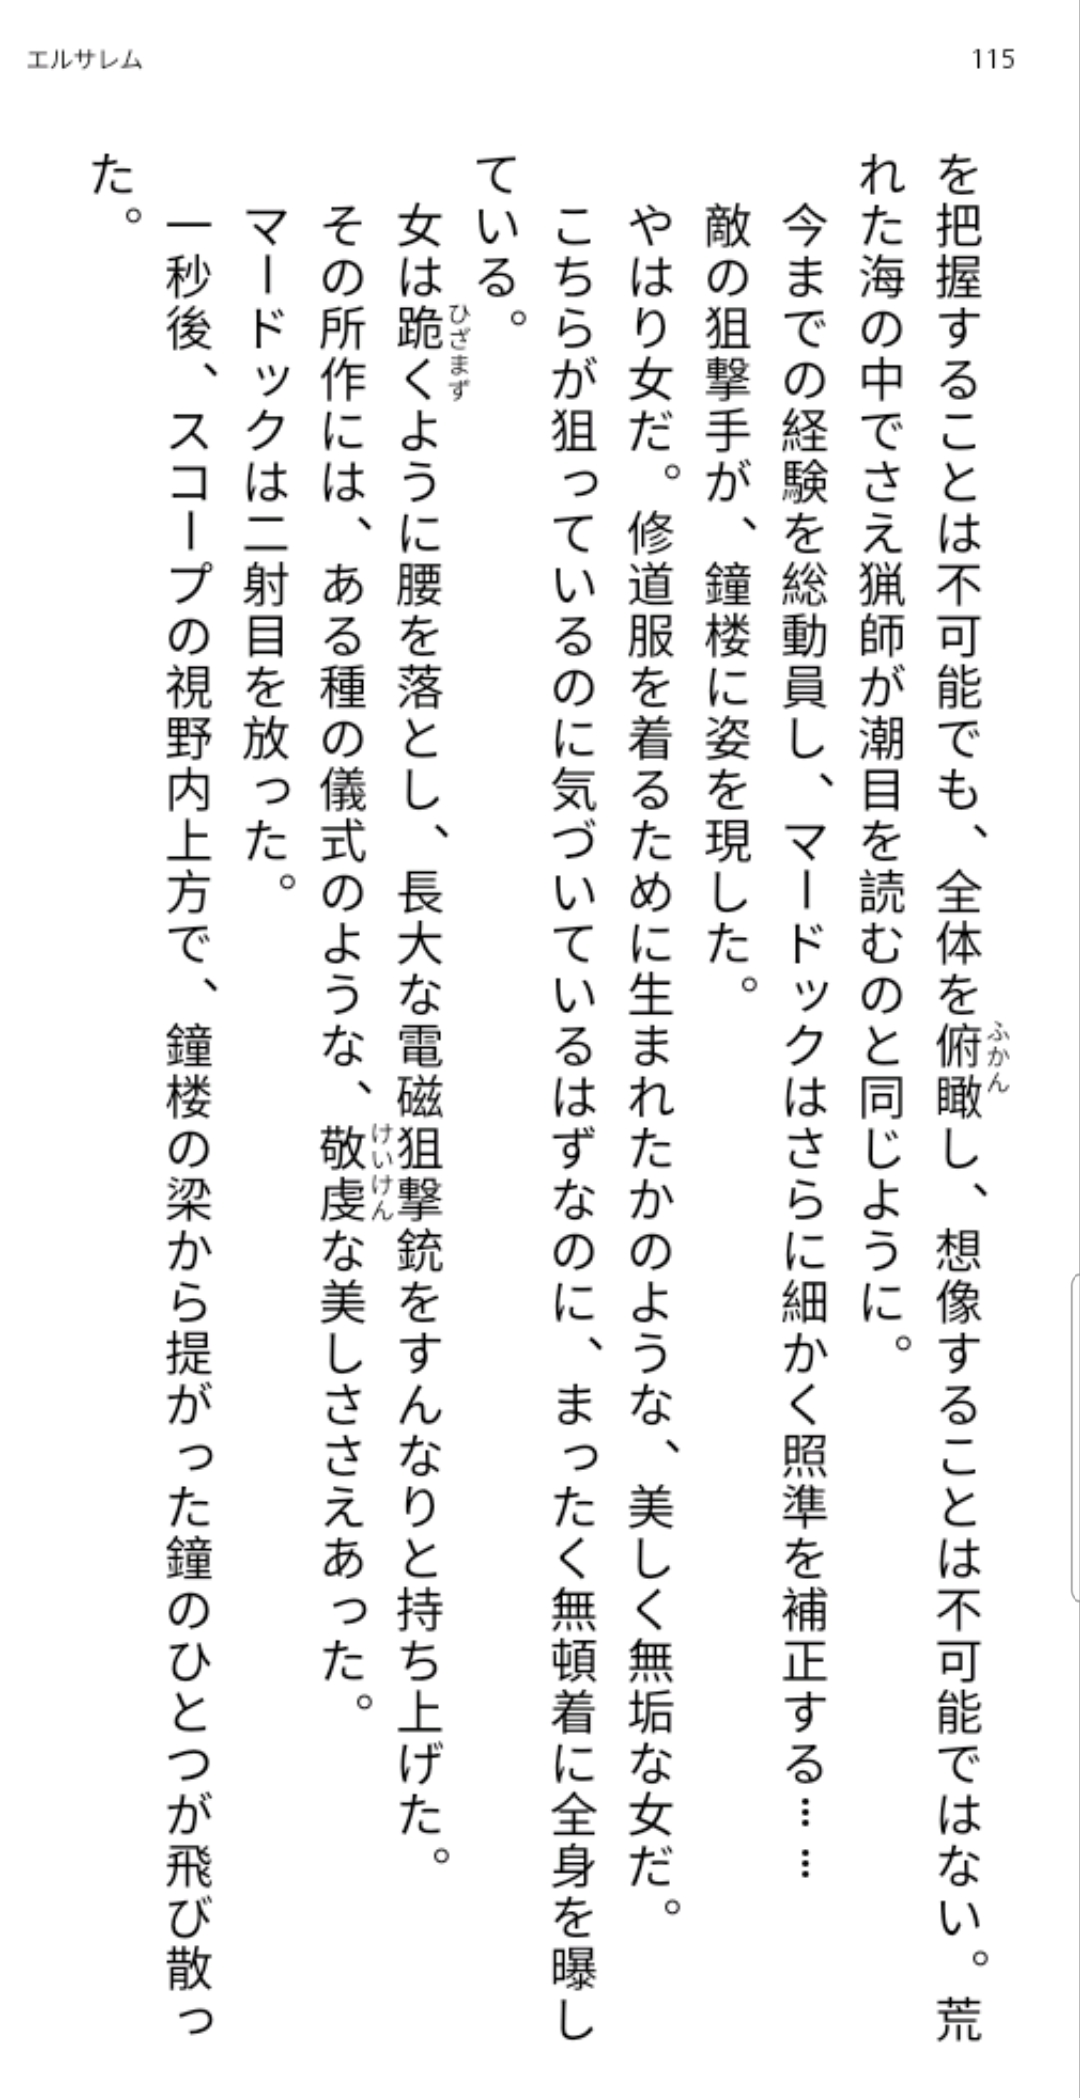 エルサレム
115
を把握することは不可能でも、全体を俯瞰し、想像することは不可能ではない。荒
ふかん
れた海の中でさえ猟師が潮目を読むのと同じように。
今までの経験を総動員し、マードックはさらに細かく照準を補正する……
敵の狙撃手が、鐘楼に姿を現した。
やはり女だ。修道服を着るために生まれたかのような、美しく無垢な女だ。
こちらが狙っているのに気づいているはずなのに、まったく無頓着に全身を曝し
ている。
女は跪くように腰を落とし、長大な電磁狙撃銃をすんなりと持ち上げた。
ひざまず
その所作には、ある種の儀式のような、敬虔な美しささえあった。
けいけん
マードックは二射目を放った。
一秒後、スコープの視野内上方で、鐘楼の梁から提がった鐘のひとつが飛び散っ
た。